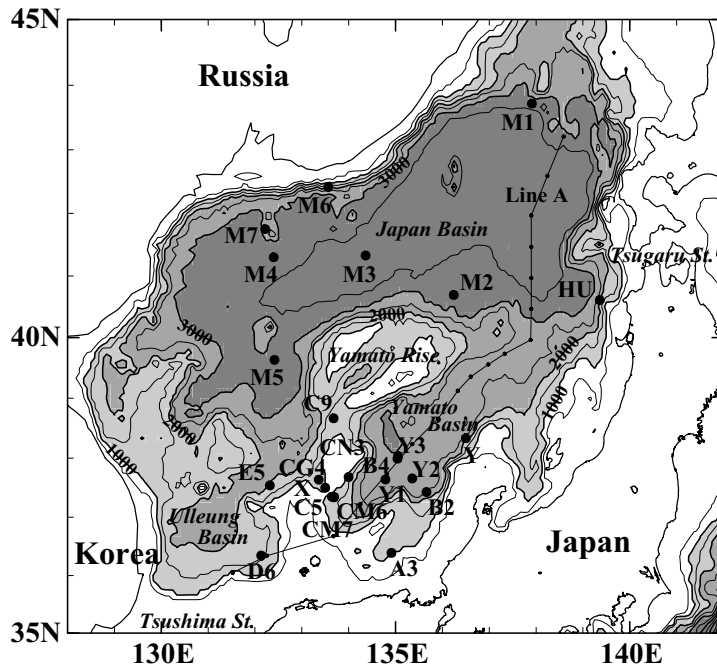 45N
Russia
M1
3000
M6
Line A
M7
Japan Basin
Tsugaru St.
M4
M3
M2
HU
40N
3000
2000
2000
Yamato Rise
M5
1000
C9
Yamato
Basin
2000
CN3
Y3
Y
1000
E5
CG4
B4
Y2
X
Y1
B2
C5
CM6
Ulleung
Basin
CM7
Korea
Japan
D6
A3
Tsushima St.
35N
130E
135E
140E